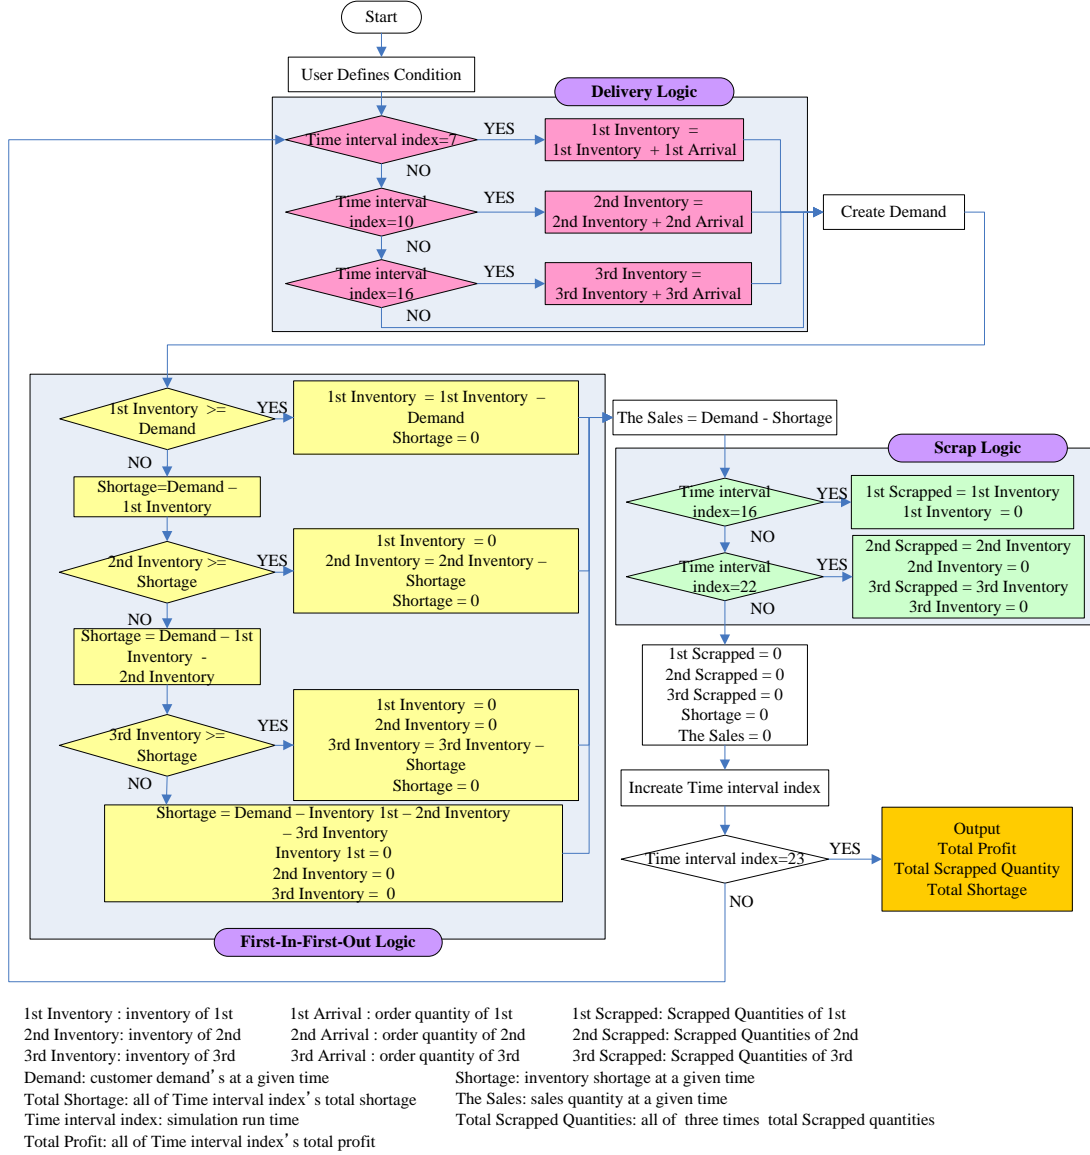 Start
User Defines Condition
Delivery Logic
Time interval index=7
YES
1st Inventory =
1st Inventory + 1st Arrival
NO
Time interval
index=10
YES
2nd Inventory =
2nd Inventory + 2nd Arrival
Create Demand
NO
Time interval
index=16
YES
3rd Inventory =
3rd Inventory + 3rd Arrival
NO
1st Inventory >=
Demand
YES
1st Inventory = 1st Inventory –
Demand
Shortage = 0
NO
Shortage=Demand –
1st Inventory
2nd Inventory >=
Shortage
YES
1st Inventory = 0
2nd Inventory = 2nd Inventory –
Shortage
Shortage = 0
NO
Shortage = Demand – 1st
Inventory -
2nd Inventory
3rd Inventory >=
Shortage
YES
1st Inventory = 0
2nd Inventory = 0
3rd Inventory = 3rd Inventory –
Shortage
Shortage = 0
NO
Shortage = Demand – Inventory 1st – 2nd Inventory
– 3rd Inventory
Inventory 1st = 0
2nd Inventory = 0
3rd Inventory = 0
First-In-First-Out Logic
The Sales = Demand - Shortage
Scrap Logic
Time interval
index=16
YES
1st Scrapped = 1st Inventory
1st Inventory = 0
NO
Time interval
index=22
YES
2nd Scrapped = 2nd Inventory
2nd Inventory = 0
3rd Scrapped = 3rd Inventory
3rd Inventory = 0
NO
1st Scrapped = 0
2nd Scrapped = 0
3rd Scrapped = 0
Shortage = 0
The Sales = 0
Increate Time interval index
Time interval index=23
YES
Output
Total Profit
Total Scrapped Quantity
Total Shortage
NO
1st Inventory : inventory of 1st
1st Arrival : order quantity of 1st
1st Scrapped: Scrapped Quantities of 1st
2nd Inventory: inventory of 2nd
2nd Arrival : order quantity of 2nd
2nd Scrapped: Scrapped Quantities of 2nd
3rd Inventory: inventory of 3rd
3rd Arrival : order quantity of 3rd
3rd Scrapped: Scrapped Quantities of 3rd
Demand: customer demand’s at a given time
Shortage: inventory shortage at a given time
Total Shortage: all of Time interval index’s total shortage
The Sales: sales quantity at a given time
Time interval index: simulation run time
Total Scrapped Quantities: all of three times total Scrapped quantities
Total Profit: all of Time interval index’s total profit